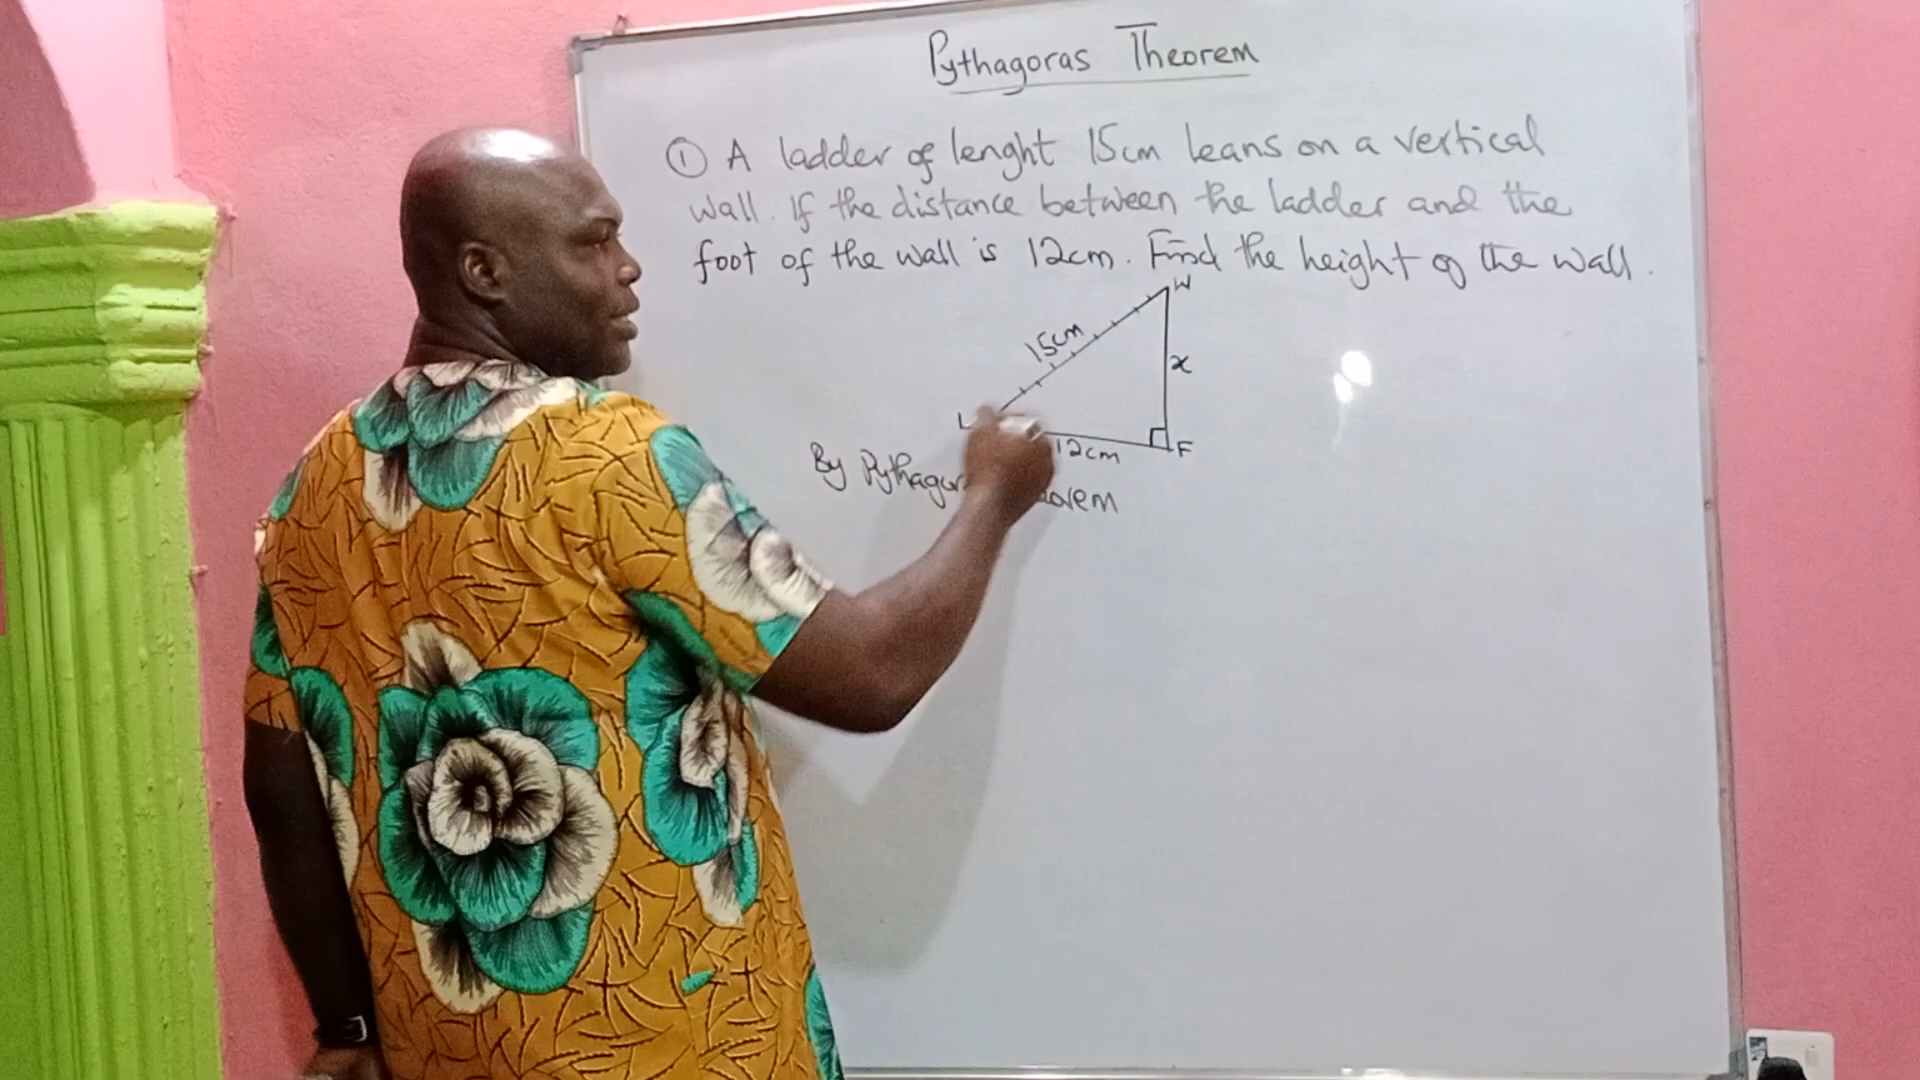 Pythagoras Theorem
① A ladder of lenght 15cm leans on a vertical
wall. If the distance between the ladder and the
foot of the wall is 12cm. Find the height of the wall.
W
15cm
x
L
12cm
F
By